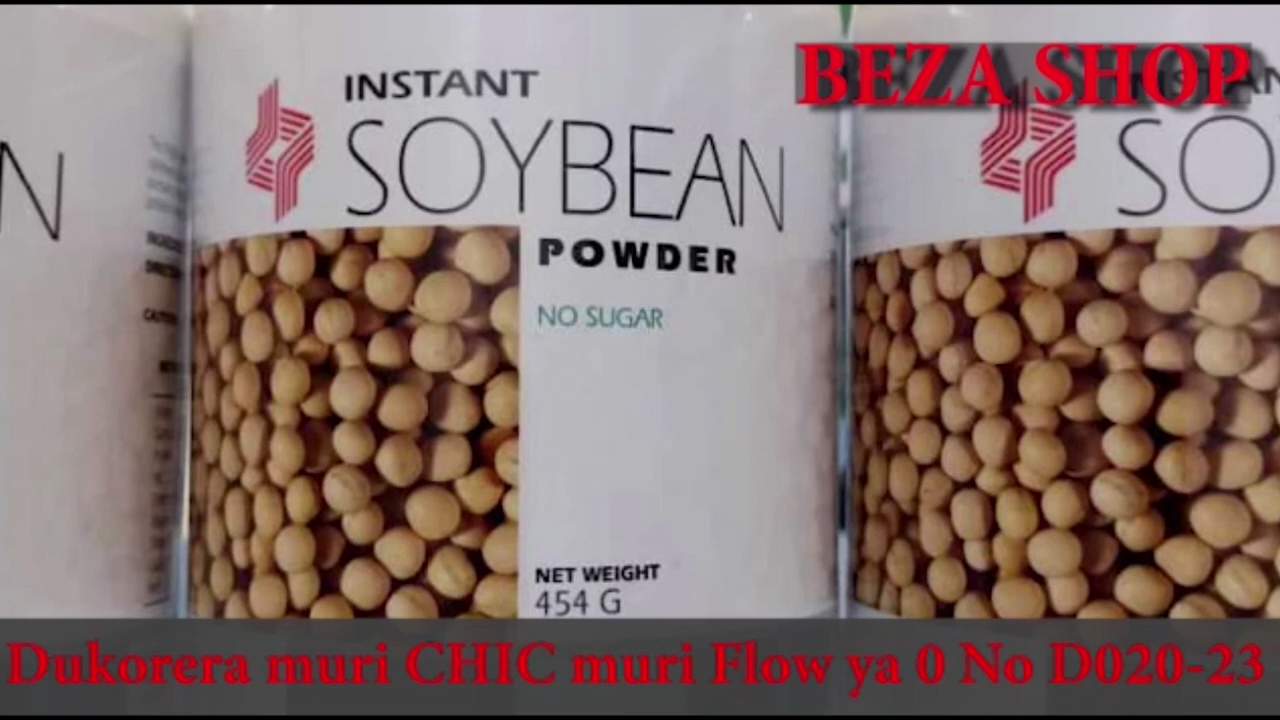 BEZA SHOP
INSTANT
SOYBEAN
POWDER
NO SUGAR
NET WEIGHT
454 G
N
SO
Dukorera muri CHIC muri Flow ya 0 No D020-23